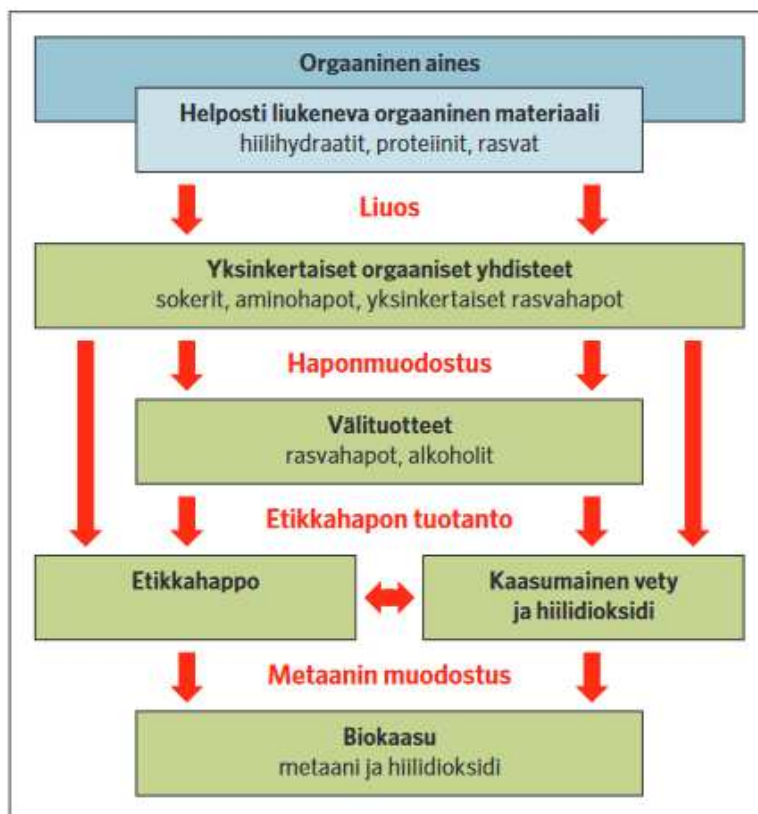 Orgaaninen aines
Helposti liukeneva orgaaninen materiaali
hiilihydraatit, proteiinit, rasvat
Liuos
Yksinkertaiset orgaaniset yhdisteet
sokerit, aminohapot, yksinkertaiset rasvahapot
Haponmuodostus
Välituotteet
rasvahapot, alkoholit
Etikkahapon tuotanto
Etikkahappo
Kaasumainen vety
ja hiilidioksidi
Metaanin muodostus
Biokaasu
metaani ja hiilidioksidi